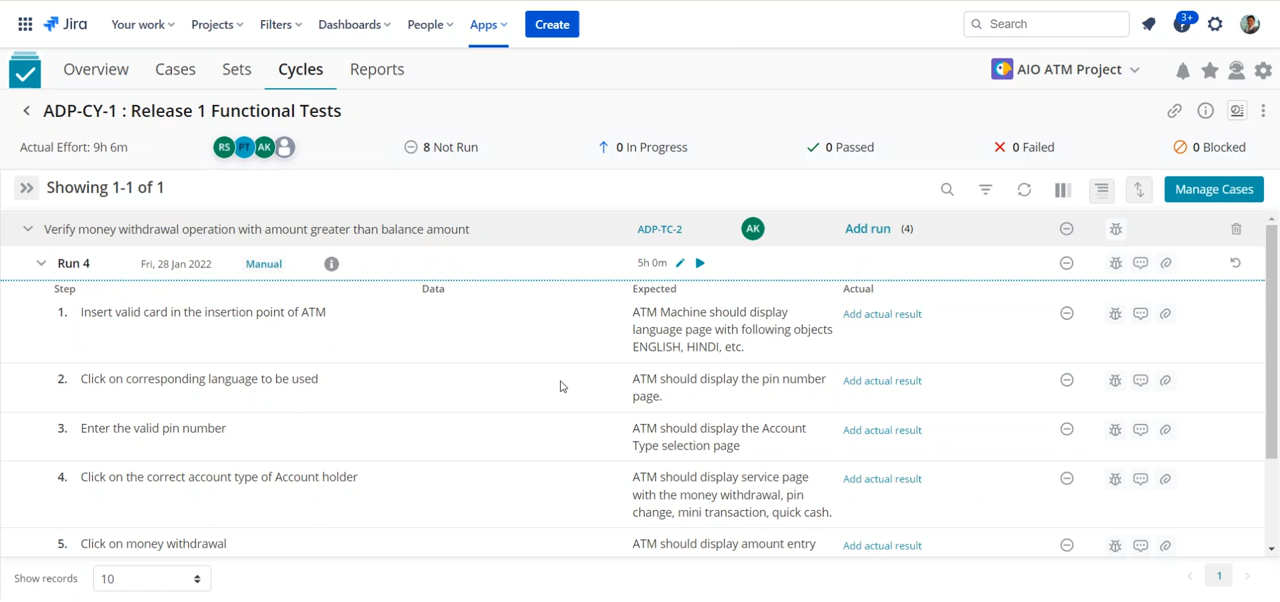 Jira Your work Projects Filters Dashboards People Apps Create Search 3+
Overview Cases Sets Cycles Reports AIO ATM Project
ADP-CY-1 : Release 1 Functional Tests
Actual Effort: 9h 6m RS PT AK 8 Not Run 0 In Progress 0 Passed 0 Failed 0 Blocked
Showing 1-1 of 1 Manage Cases
Verify money withdrawal operation with amount greater than balance amount ADP-TC-2 AK Add run (4)
Run 4 Fri, 28 Jan 2022 Manual 5h 0m
Step Data Expected Actual
1. Insert valid card in the insertion point of ATM ATM Machine should display Add actual result
language page with following objects
ENGLISH, HINDI, etc.
2. Click on corresponding language to be used ATM should display the pin number Add actual result
page.
3. Enter the valid pin number ATM should display the Account Add actual result
Type selection page
4. Click on the correct account type of Account holder ATM should display service page Add actual result
with the money withdrawal, pin
change, mini transaction, quick cash.
5. Click on money withdrawal ATM should display amount entry Add actual result
Show records 10 1